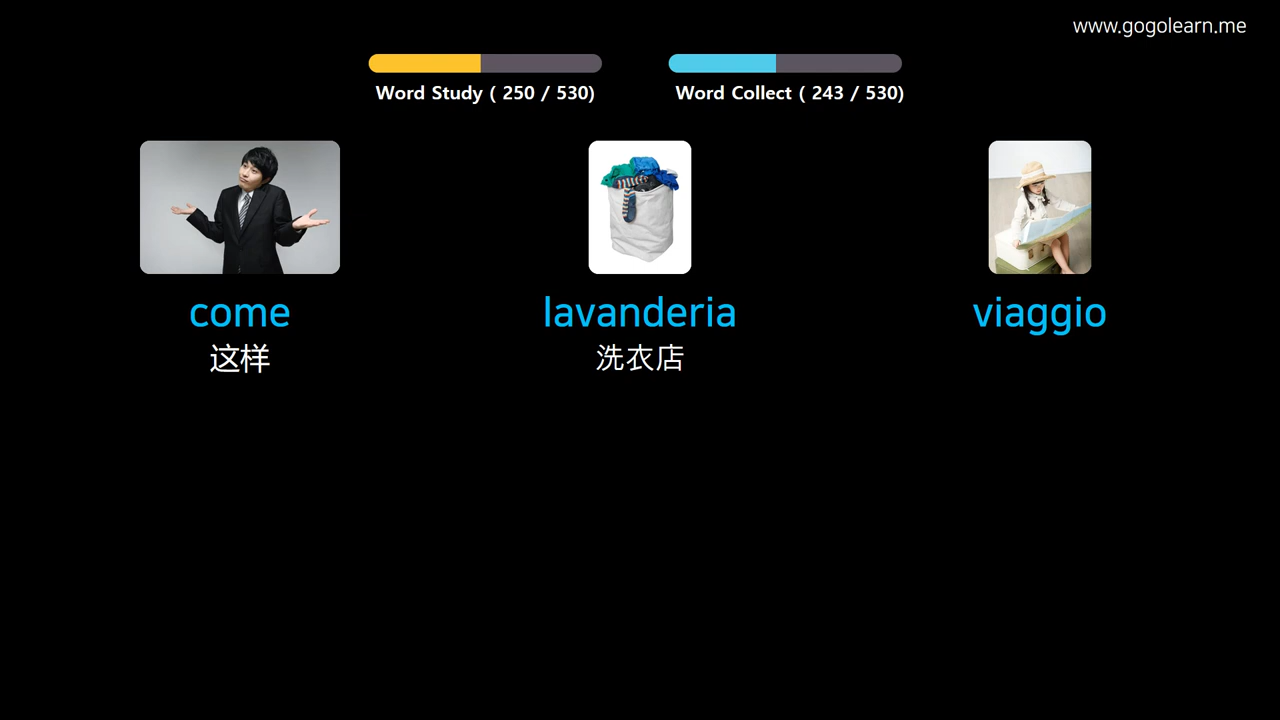 www.gogolearn.me
Word Study ( 250 / 530)
Word Collect ( 243 / 530)
come
lavanderia
viaggio
这样
洗衣店